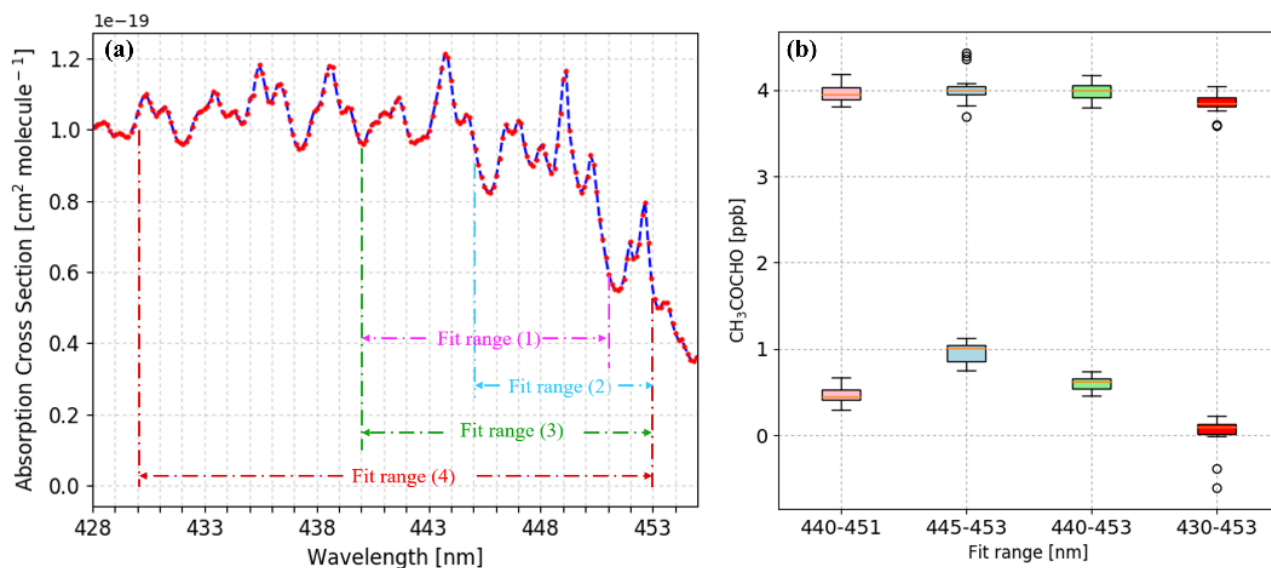 1e−19
(a)
1.2
1.0
0.8
0.6
0.4
0.2
0.0
Absorption Cross Section [cm² molecule⁻¹]
Fit range (1)
Fit range (2)
Fit range (3)
Fit range (4)
428 433 438 443 448 453
Wavelength [nm]
(b)
4
3
2
1
0
CH₃COCHO [ppb]
440-451 445-453 440-453 430-453
Fit range [nm]